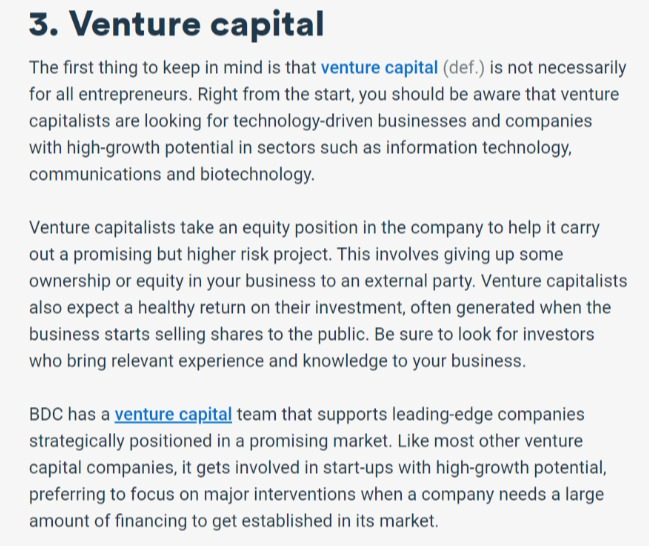 3. Venture capital
The first thing to keep in mind is that venture capital (def.) is not necessarily
for all entrepreneurs. Right from the start, you should be aware that venture
capitalists are looking for technology-driven businesses and companies
with high-growth potential in sectors such as information technology,
communications and biotechnology.
Venture capitalists take an equity position in the company to help it carry
out a promising but higher risk project. This involves giving up some
ownership or equity in your business to an external party. Venture capitalists
also expect a healthy return on their investment, often generated when the
business starts selling shares to the public. Be sure to look for investors
who bring relevant experience and knowledge to your business.
BDC has a venture capital team that supports leading-edge companies
strategically positioned in a promising market. Like most other venture
capital companies, it gets involved in start-ups with high-growth potential,
preferring to focus on major interventions when a company needs a large
amount of financing to get established in its market.